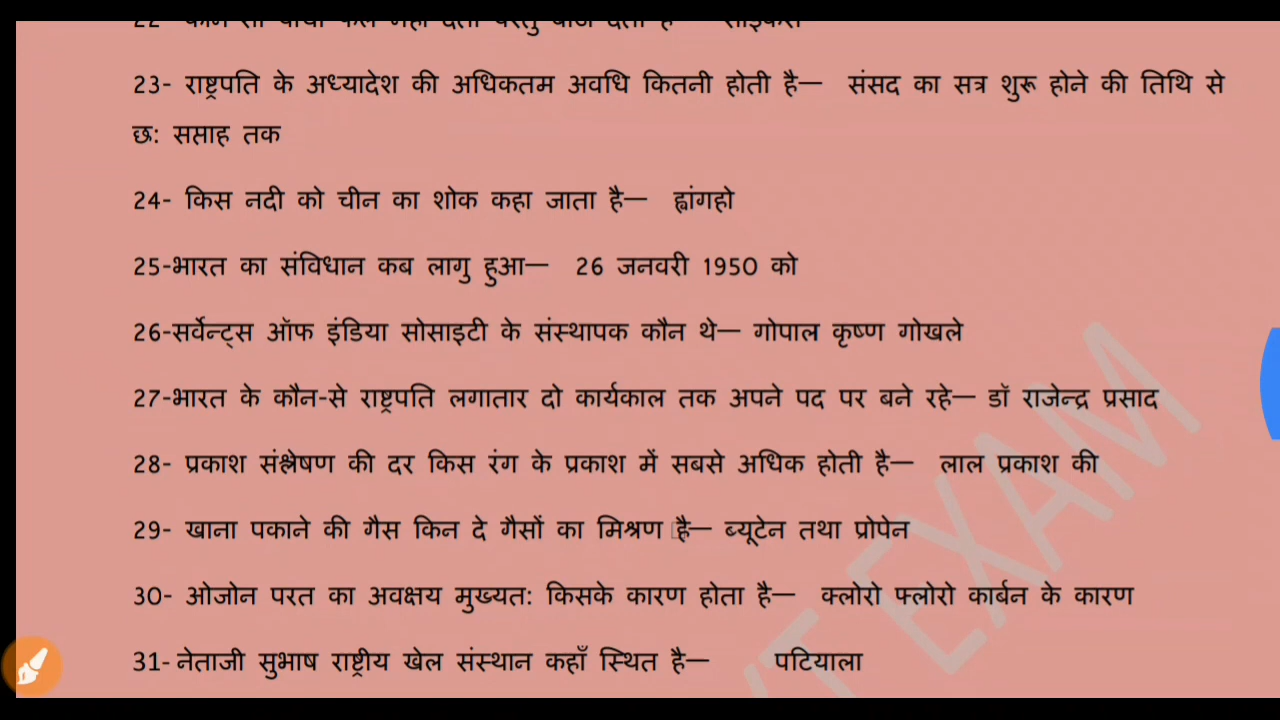 23- राष्ट्रपति के अध्यादेश की अधिकतम अवधि कितनी होती है— संसद का सत्र शुरू होने की तिथि से
छ: सप्ताह तक
24- किस नदी को चीन का शोक कहा जाता है— ह्वांगहो
25-भारत का संविधान कब लागु हुआ— 26 जनवरी 1950 को
26-सर्वेन्ट्स ऑफ इंडिया सोसाइटी के संस्थापक कौन थे— गोपाल कृष्ण गोखले
27-भारत के कौन-से राष्ट्रपति लगातार दो कार्यकाल तक अपने पद पर बने रहे— डॉ राजेन्द्र प्रसाद
28- प्रकाश संश्लेषण की दर किस रंग के प्रकाश में सबसे अधिक होती है— लाल प्रकाश की
29- खाना पकाने की गैस किन दे गैसों का मिश्रण है— ब्यूटेन तथा प्रोपेन
30- ओजोन परत का अवक्षय मुख्यत: किसके कारण होता है— क्लोरो फ्लोरो कार्बन के कारण
31- नेताजी सुभाष राष्ट्रीय खेल संस्थान कहाँ स्थित है— पटियाला
EXAM